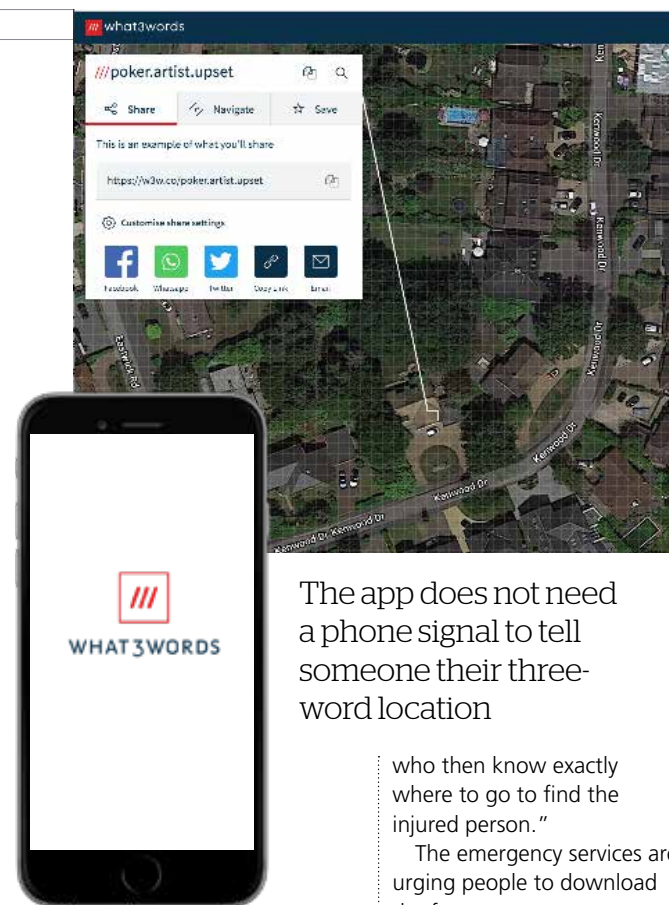 what3words
///poker.artist.upset
Share Navigate Save
This is an example of what you'll share
https://w3w.co/poker.artist.upset
Customise share settings
Facebook Whatsapp Twitter Copy Link Email
Kenwood Dr
Kenwood Dr
Kenwood Dr
Kenwood Dr
Eastwick Rd
Kenwood Dr
Kenwood Dr Kenwood Dr
WHAT3WORDS
The app does not need
a phone signal to tell
someone their three-
word location
who then know exactly
where to go to find the
injured person."
The emergency services are
urging people to download